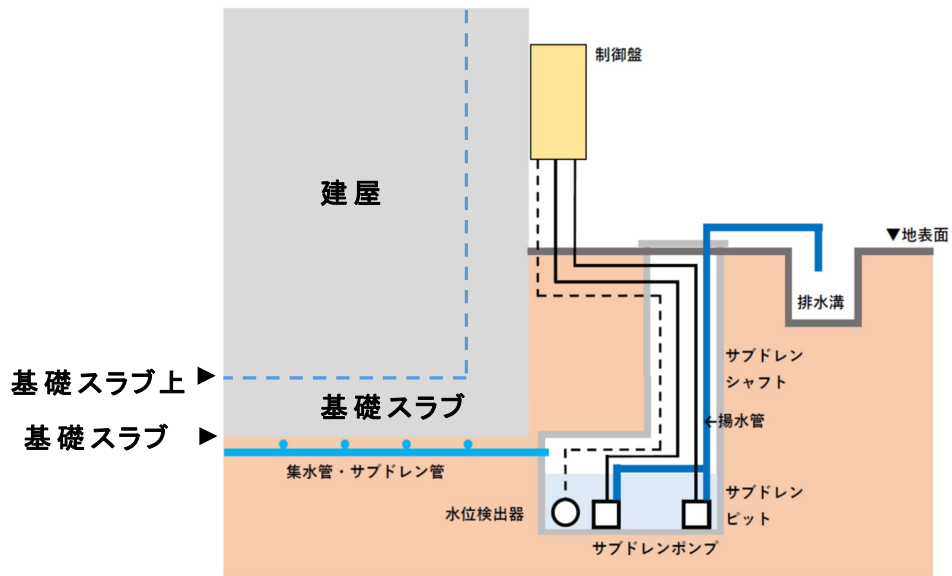 制御盤
建屋
▼地表面
排水溝
サブドレン
シャフト
基礎スラブ上▶
基礎スラブ
←揚水管
基礎スラブ▶
集水管・サブドレン管
水位検出器
サブドレン
ピット
サブドレンポンプ